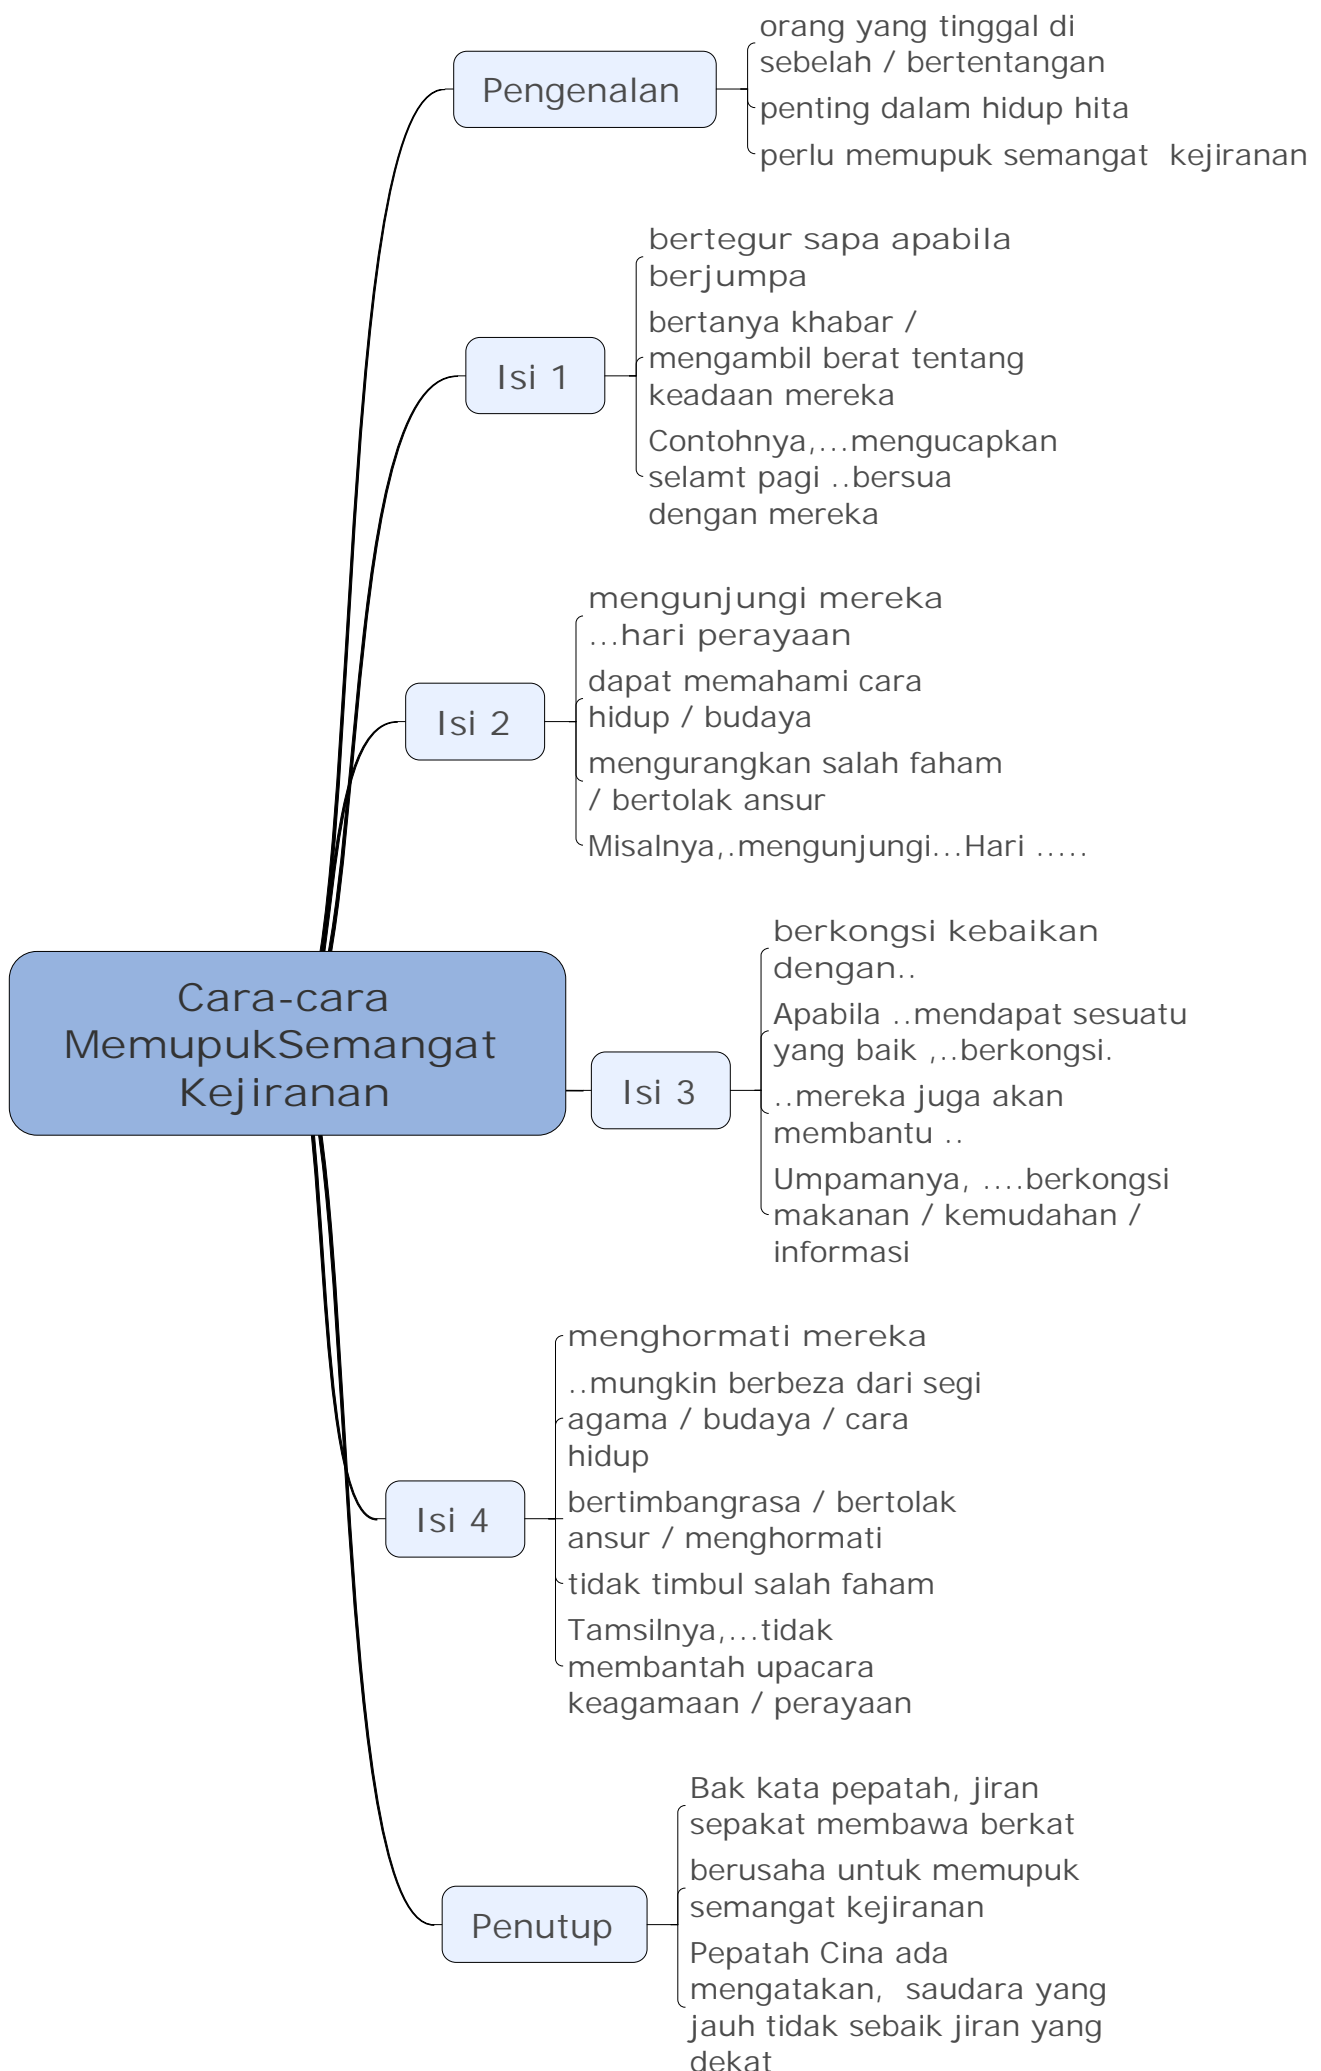 Pengenalan
orang yang tinggal di
sebelah / bertentangan
penting dalam hidup hita
perlu memupuk semangat  kejiranan
Isi 1
bertegur sapa apabila
berjumpa
bertanya khabar /
mengambil berat tentang
keadaan mereka
Contohnya,...mengucapkan
selamt pagi ..bersua
dengan mereka
Isi 2
mengunjungi mereka
...hari perayaan
dapat memahami cara
hidup / budaya
mengurangkan salah faham
/ bertolak ansur
Misalnya,.mengunjungi...Hari .....
Cara-cara
MemupukSemangat
Kejiranan
Isi 3
berkongsi kebaikan
dengan..
Apabila ..mendapat sesuatu
yang baik ,..berkongsi.
..mereka juga akan
membantu ..
Umpamanya, ....berkongsi
makanan / kemudahan /
informasi
Isi 4
menghormati mereka
..mungkin berbeza dari segi
agama / budaya / cara
hidup
bertimbangrasa / bertolak
ansur / menghormati
tidak timbul salah faham
Tamsilnya,...tidak
membantah upacara
keagamaan / perayaan
Penutup
Bak kata pepatah, jiran
sepakat membawa berkat
berusaha untuk memupuk
semangat kejiranan
Pepatah Cina ada
mengatakan,  saudara yang
jauh tidak sebaik jiran yang
dekat